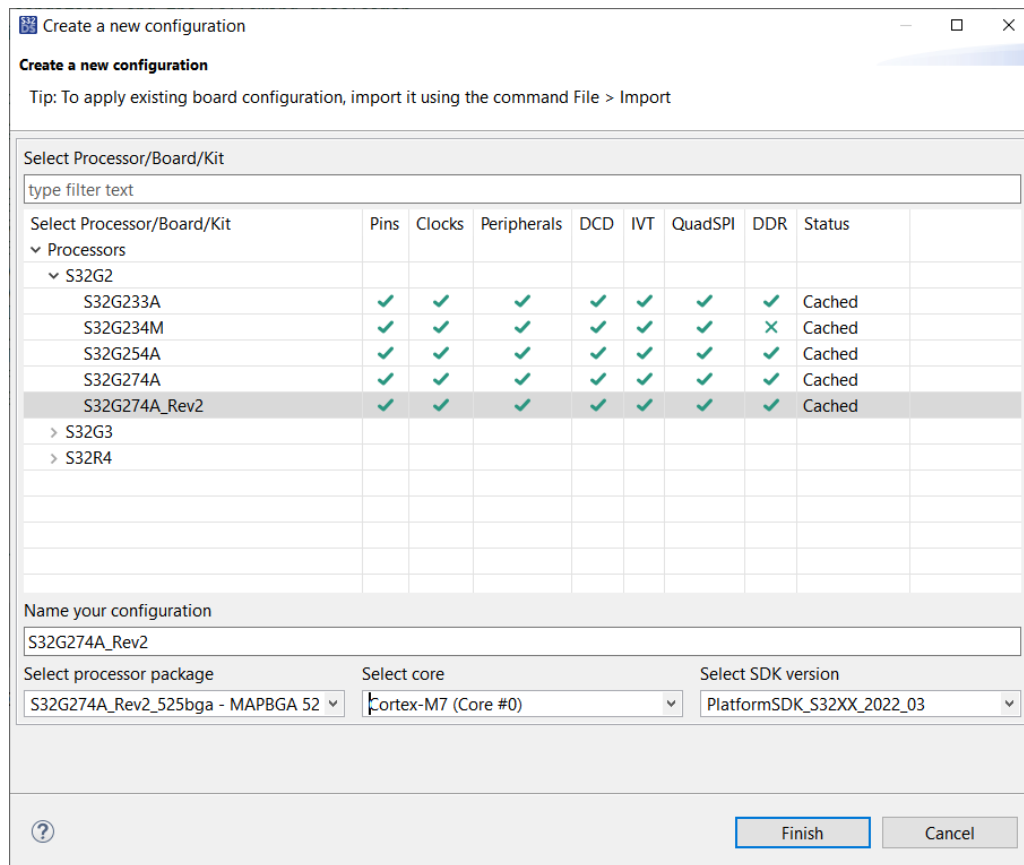 S32 DS Create a new configuration
Create a new configuration
Tip: To apply existing board configuration, import it using the command File > Import
Select Processor/Board/Kit
type filter text
Select Processor/Board/Kit Pins Clocks Peripherals DCD IVT QuadSPI DDR Status
Processors
S32G2
S32G233A Cached
S32G234M Cached
S32G254A Cached
S32G274A Cached
S32G274A_Rev2 Cached
S32G3
S32R4
Name your configuration
S32G274A_Rev2
Select processor package Select core Select SDK version
S32G274A_Rev2_525bga - MAPBGA 52 Cortex-M7 (Core #0) PlatformSDK_S32XX_2022_03
? Finish Cancel